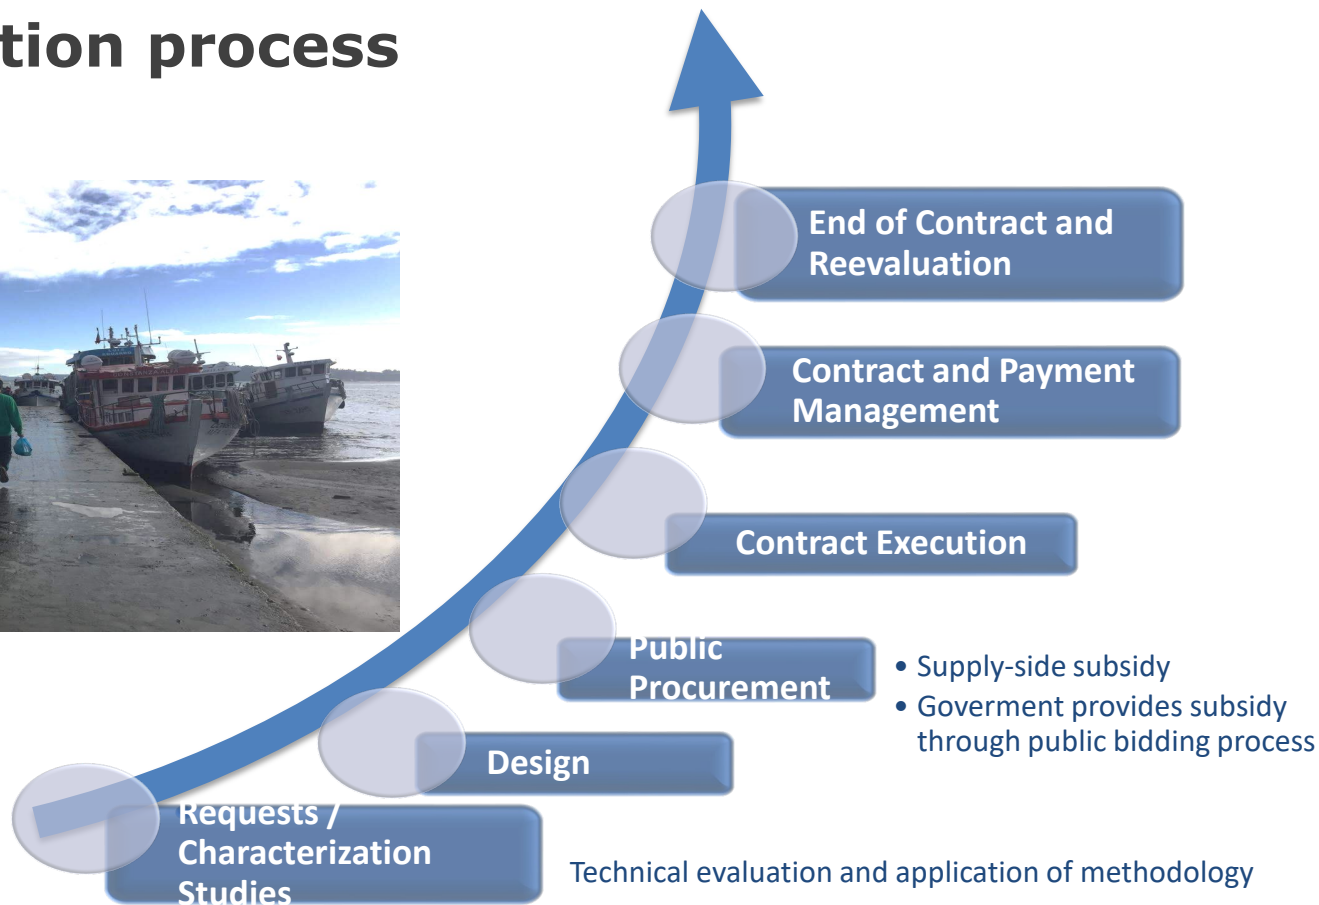 tion process
End of Contract and
Reevaluation
Contract and Payment
Management
Contract Execution
Public
Procurement
• Supply-side subsidy
• Goverment provides subsidy
through public bidding process
Design
Requests /
Characterization
Studies
Technical evaluation and application of methodology